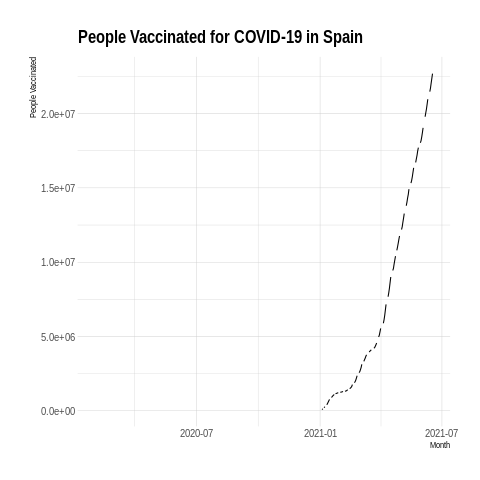 People Vaccinated for COVID-19 in Spain
People Vaccinated
2.0e+07
1.5e+07
1.0e+07
5.0e+06
0.0e+00
2020-07
2021-01
2021-07
Month